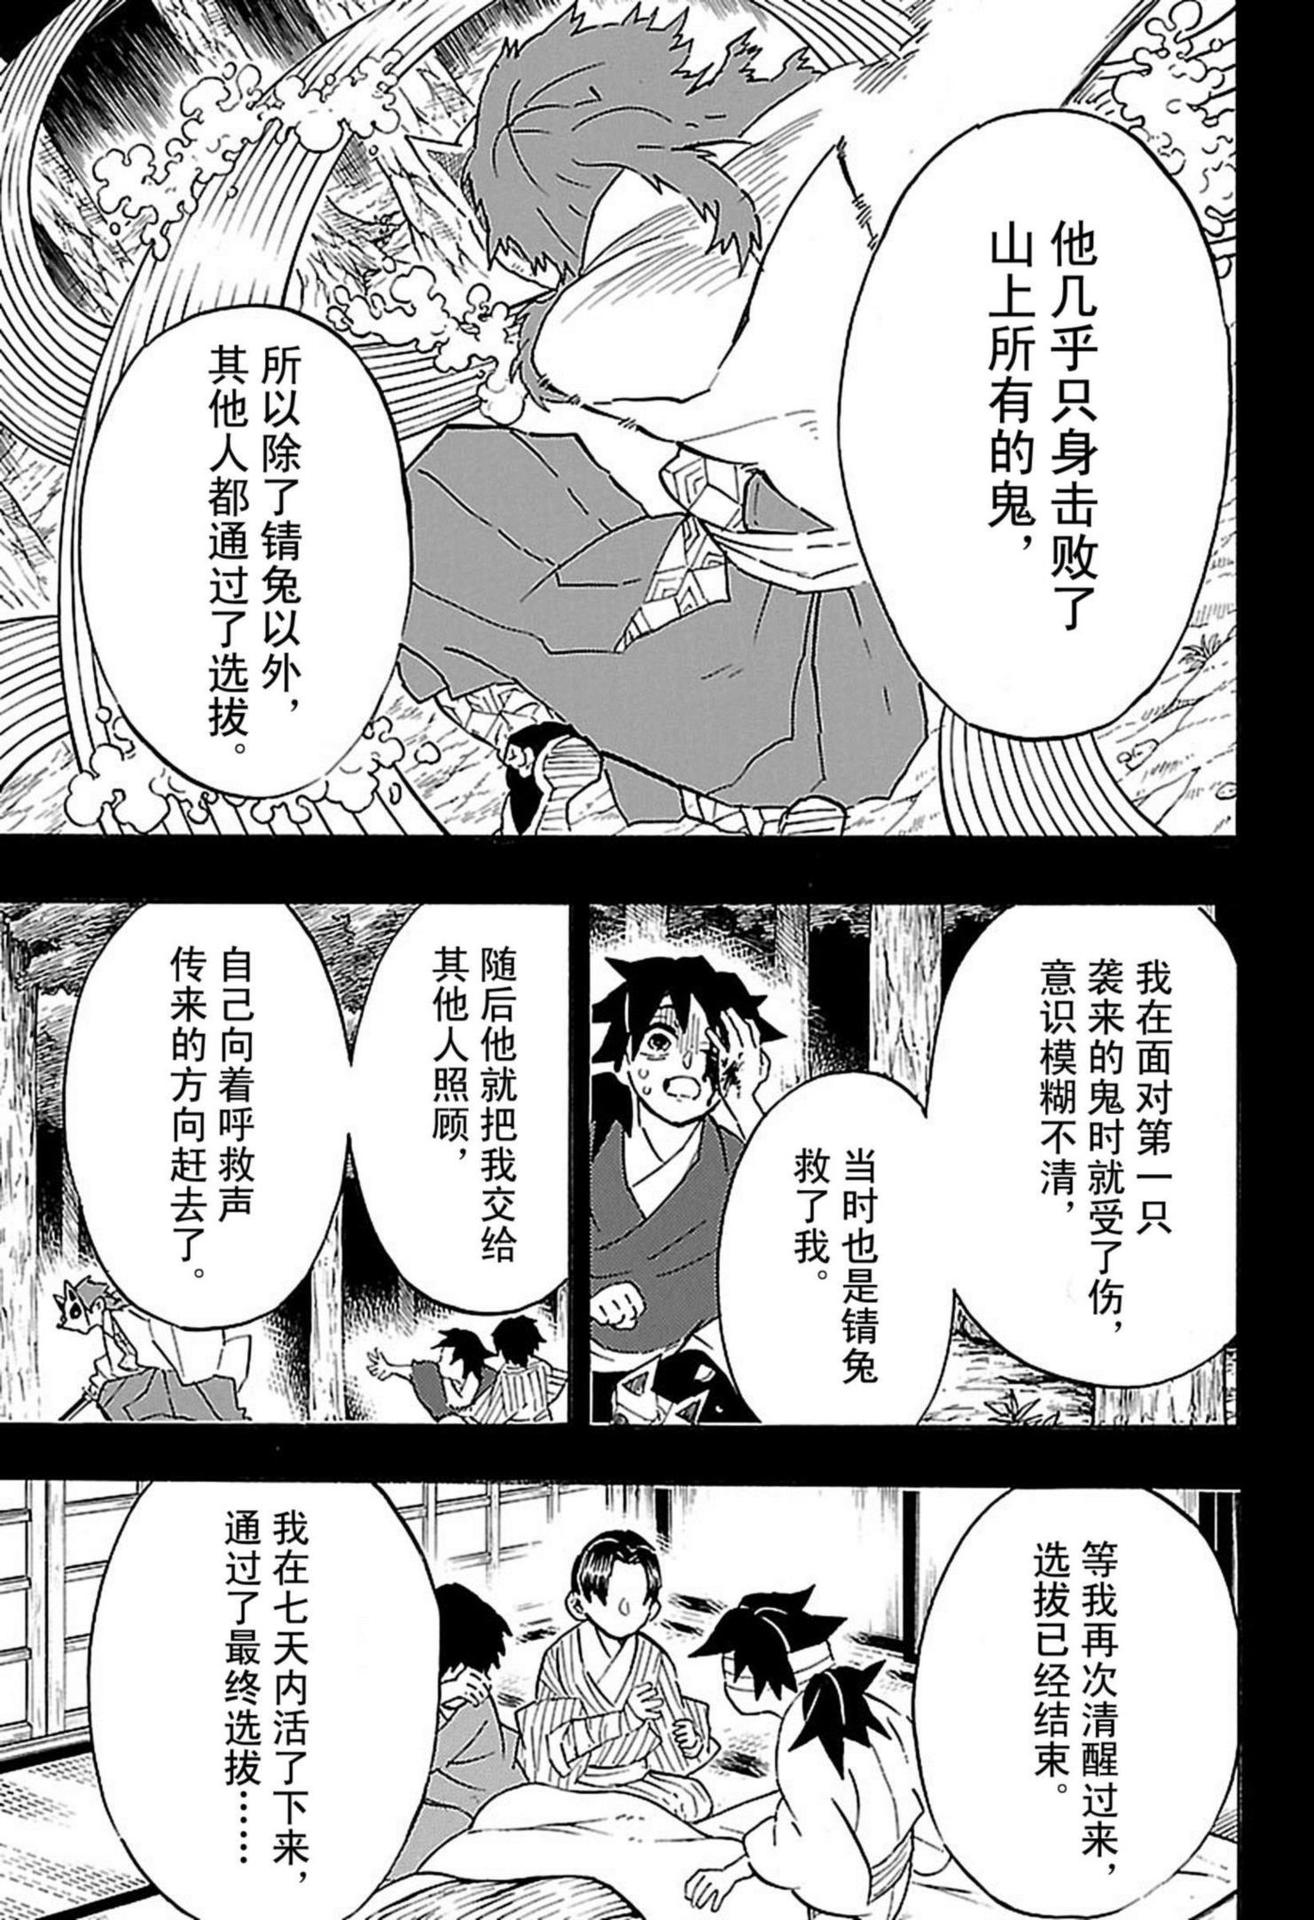 他几乎只身击败了
山上所有的鬼，
所以除了锖兔以外，
其他人都通过了选拔。
我在面对第一只
袭来的鬼时就受了伤，
意识模糊不清，
当时也是锖兔
救了我。
随后他就把我交给
其他人照顾，
自己向着呼救声
传来的方向赶去了。
等我再次清醒过来，
选拔已经结束。
我在七天内活了下来，
通过了最终选拔……